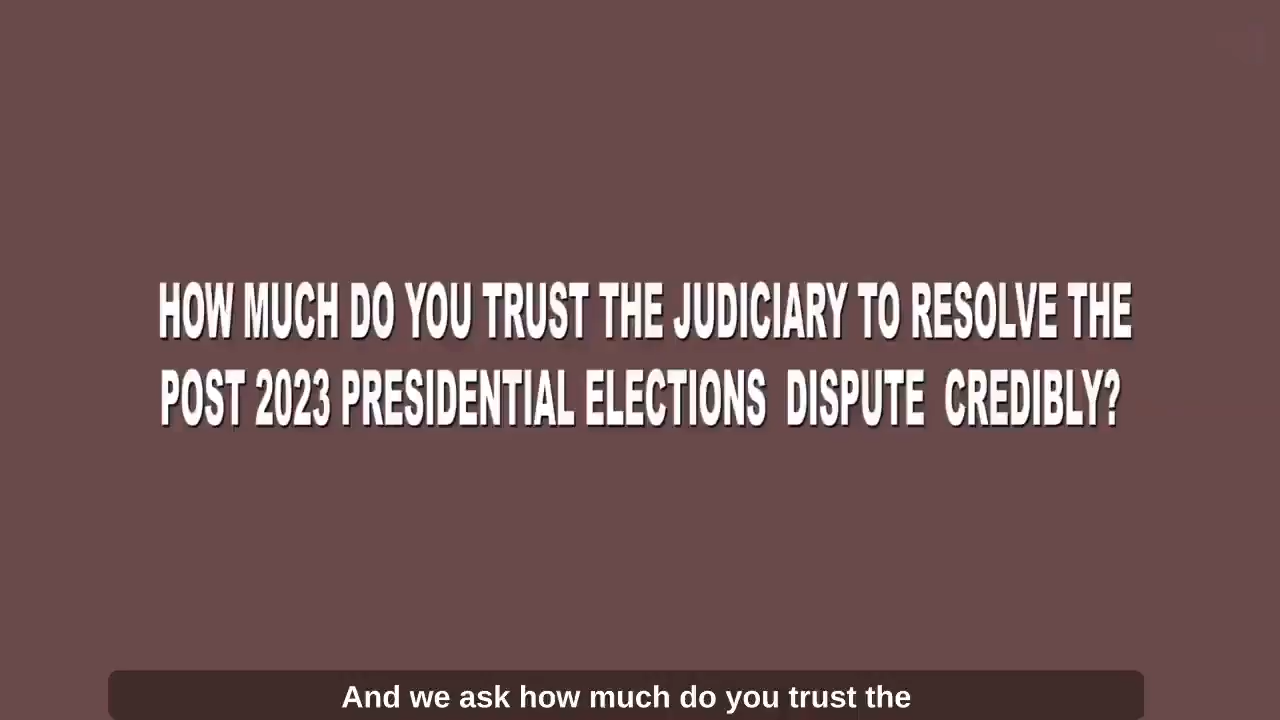 HOW MUCH DO YOU TRUST THE JUDICIARY TO RESOLVE THE
POST 2023 PRESIDENTIAL ELECTIONS DISPUTE CREDIBLY?
And we ask how much do you trust the